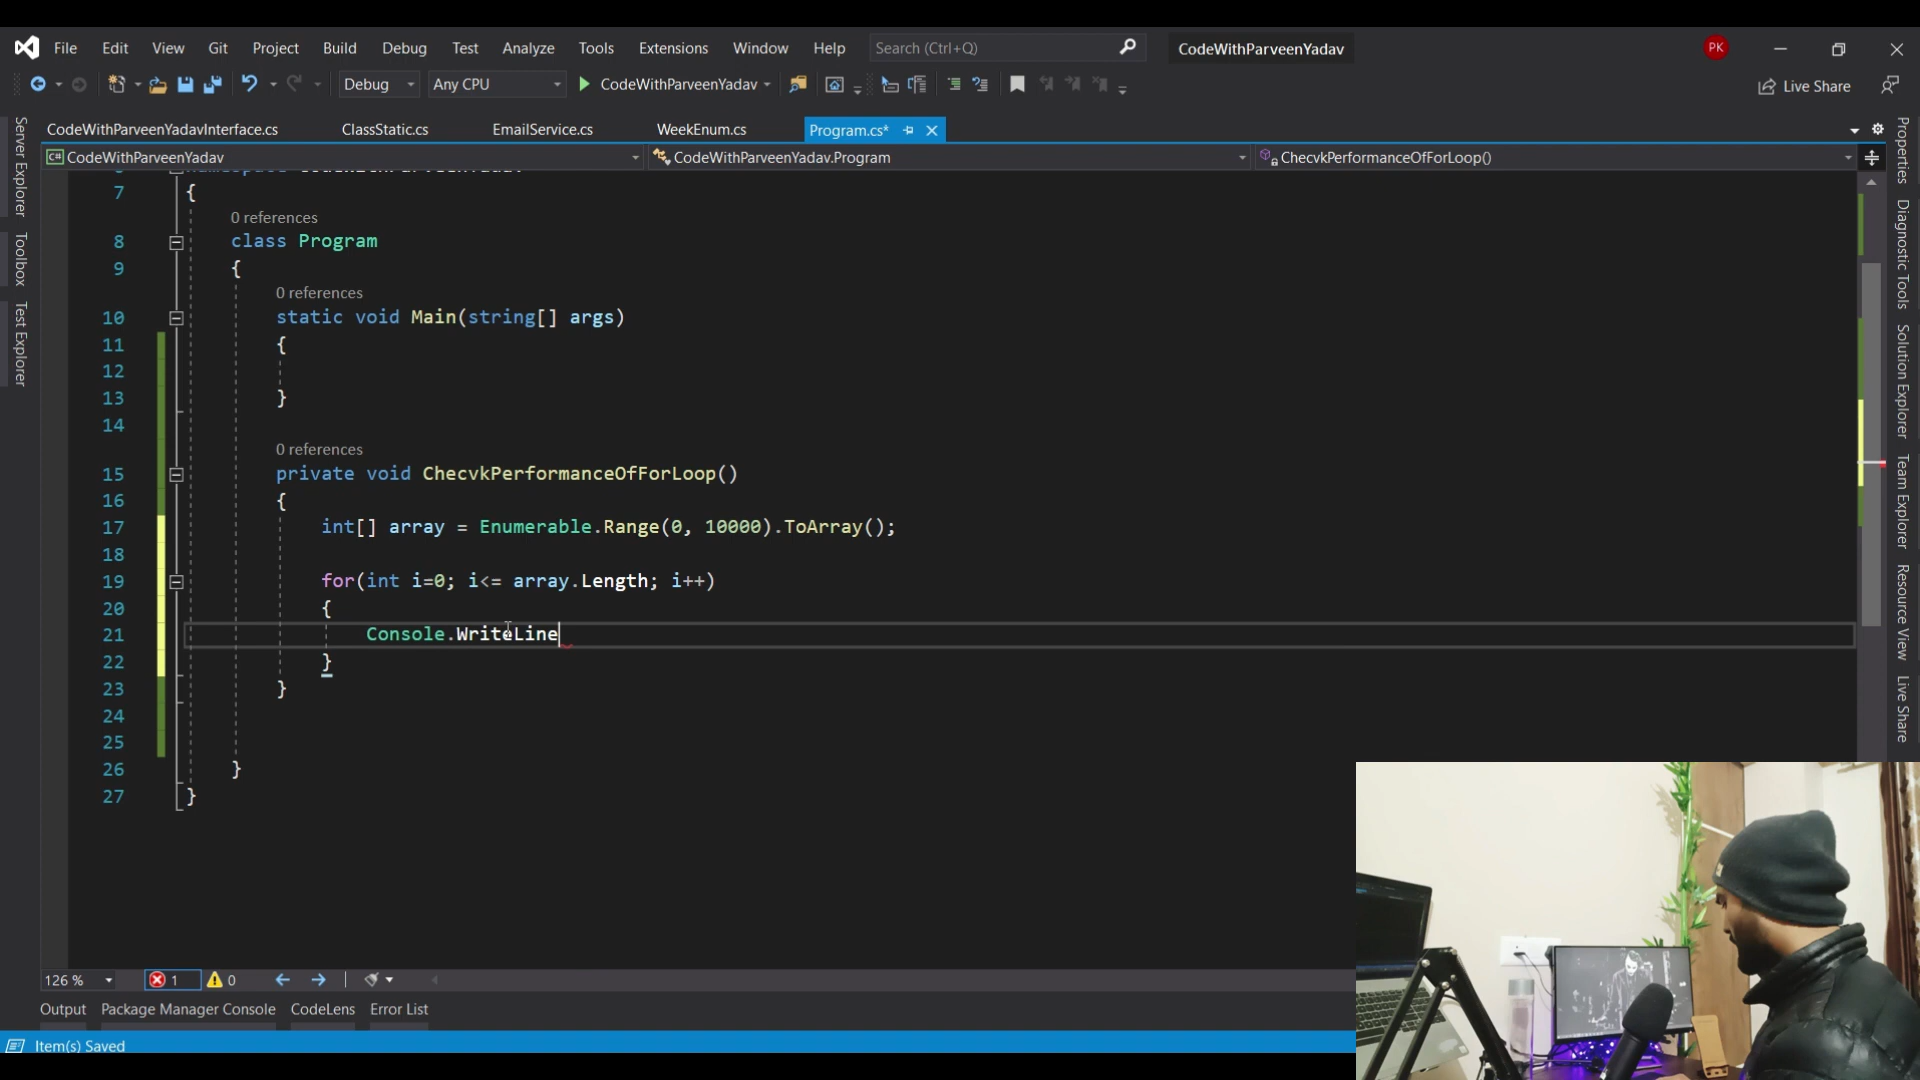 File Edit View Git Project Build Debug Test Analyze Tools Extensions Window Help Search (Ctrl+Q) CodeWithParveenYadav PK
Debug Any CPU CodeWithParveenYadav Live Share
CodeWithParveenYadavInterface.cs ClassStatic.cs EmailService.cs WeekEnum.cs Program.cs*
C# CodeWithParveenYadav CodeWithParveenYadav.Program ChecvkPerformanceOfForLoop()
Server Explorer
Toolbox
Test Explorer
7 {
0 references
8 class Program
9 {
0 references
10 static void Main(string[] args)
11 {
12
13 }
14
0 references
15 private void ChecvkPerformanceOfForLoop()
16 {
17 int[] array = Enumerable.Range(0, 10000).ToArray();
18
19 for(int i=0; i<= array.Length; i++)
20 {
21 Console.WriteLine
22 }
23 }
24
25
26 }
27 }
Properties
Diagnostic Tools
Solution Explorer
Team Explorer
Resource View
Live Share
126 % 1 0
Output Package Manager Console CodeLens Error List
Item(s) Saved